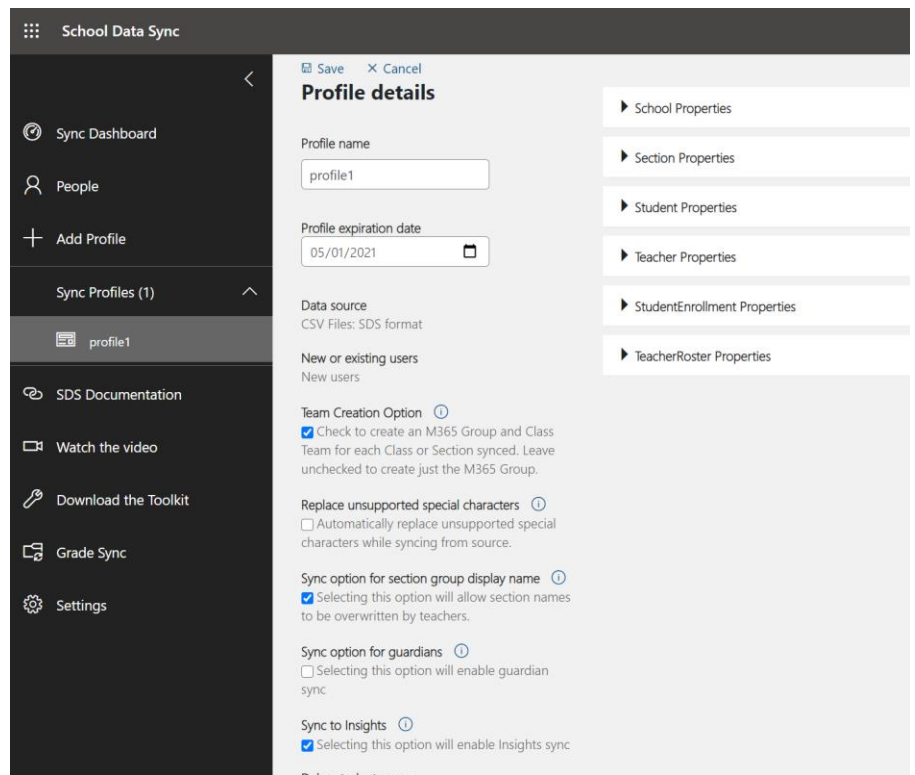 School Data Sync
Sync Dashboard
People
Add Profile
Sync Profiles (1)
profile1
SDS Documentation
Watch the video
Download the Toolkit
Grade Sync
Settings
Save Cancel
Profile details
Profile name
profile1
Profile expiration date
05/01/2021
Data source
CSV Files: SDS format
New or existing users
New users
Team Creation Option
Check to create an M365 Group and Class
Team for each Class or Section synced. Leave
unchecked to create just the M365 Group.
Replace unsupported special characters
Automatically replace unsupported special
characters while syncing from source.
Sync option for section group display name
Selecting this option will allow section names
to be overwritten by teachers.
Sync option for guardians
Selecting this option will enable guardian
sync
Sync to Insights
Selecting this option will enable Insights sync
School Properties
Section Properties
Student Properties
Teacher Properties
StudentEnrollment Properties
TeacherRoster Properties